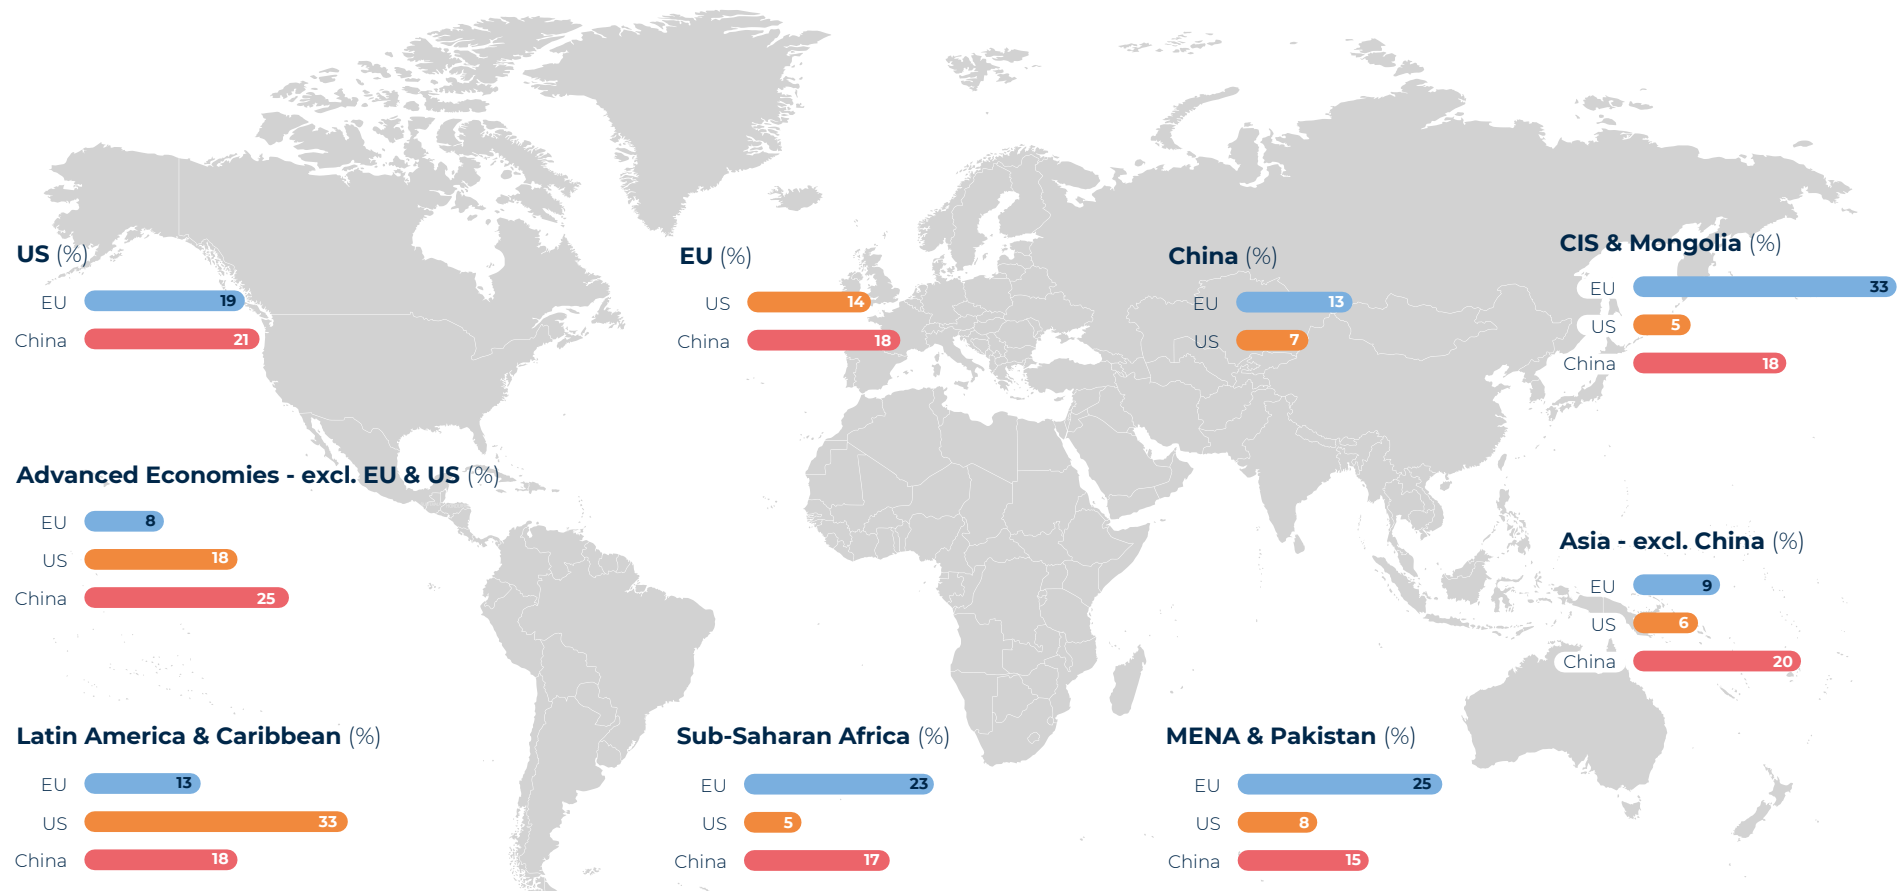 US (%)
EU 19
China 21
EU (%)
US 14
China 18
China (%)
EU 13
US 7
CIS & Mongolia (%)
EU 33
US 5
China 18
Advanced Economies - excl. EU & US (%)
EU 8
US 18
China 25
Asia - excl. China (%)
EU 9
US 6
China 20
Latin America & Caribbean (%)
EU 13
US 33
China 18
Sub-Saharan Africa (%)
EU 23
US 5
China 17
MENA & Pakistan (%)
EU 25
US 8
China 15